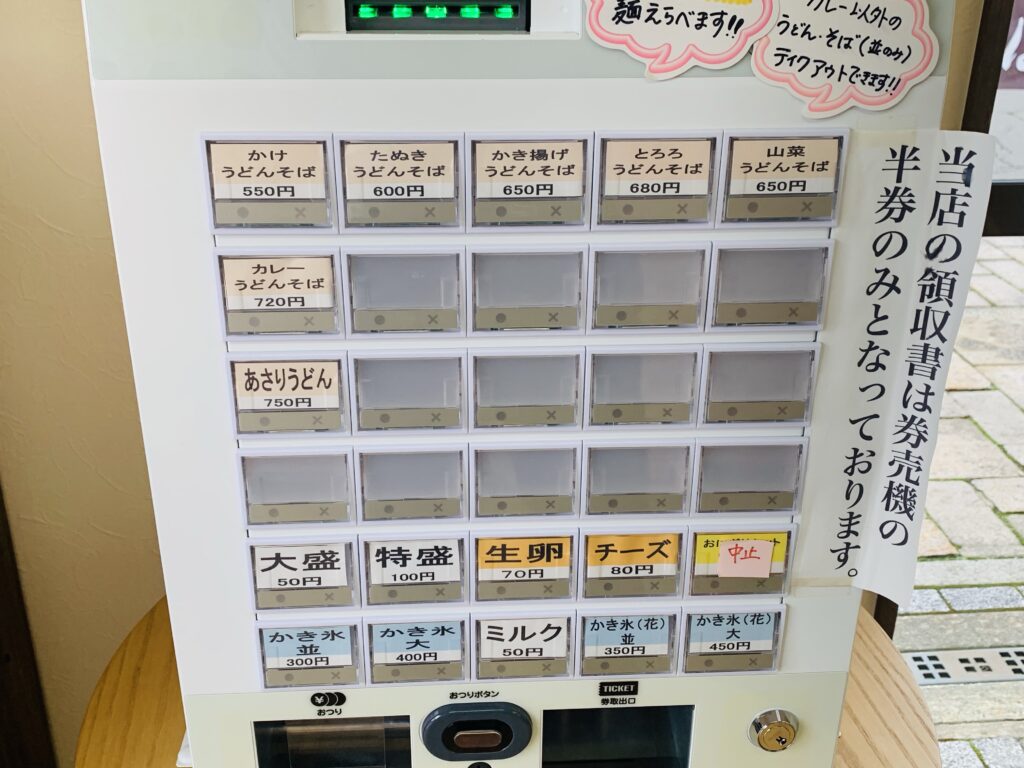 麺えらべます!!
カレー以外の
うどん・そば(並のみ)
テイクアウトできます!!
かけ
うどんそば
550円
たぬき
うどんそば
600円
かき揚げ
うどんそば
650円
とろろ
うどんそば
680円
山菜
うどんそば
650円
カレー
うどんそば
720円
あさりうどん
750円
大盛
50円
特盛
100円
生卵
70円
チーズ
80円
中止
かき氷
並
300円
かき氷
大
400円
ミルク
50円
かき氷(花)
並
350円
かき氷(花)
大
450円
当店の領収書は券売機の
半券のみとなっております。
¥
おつり
おつりボタン
TICKET
券取出口